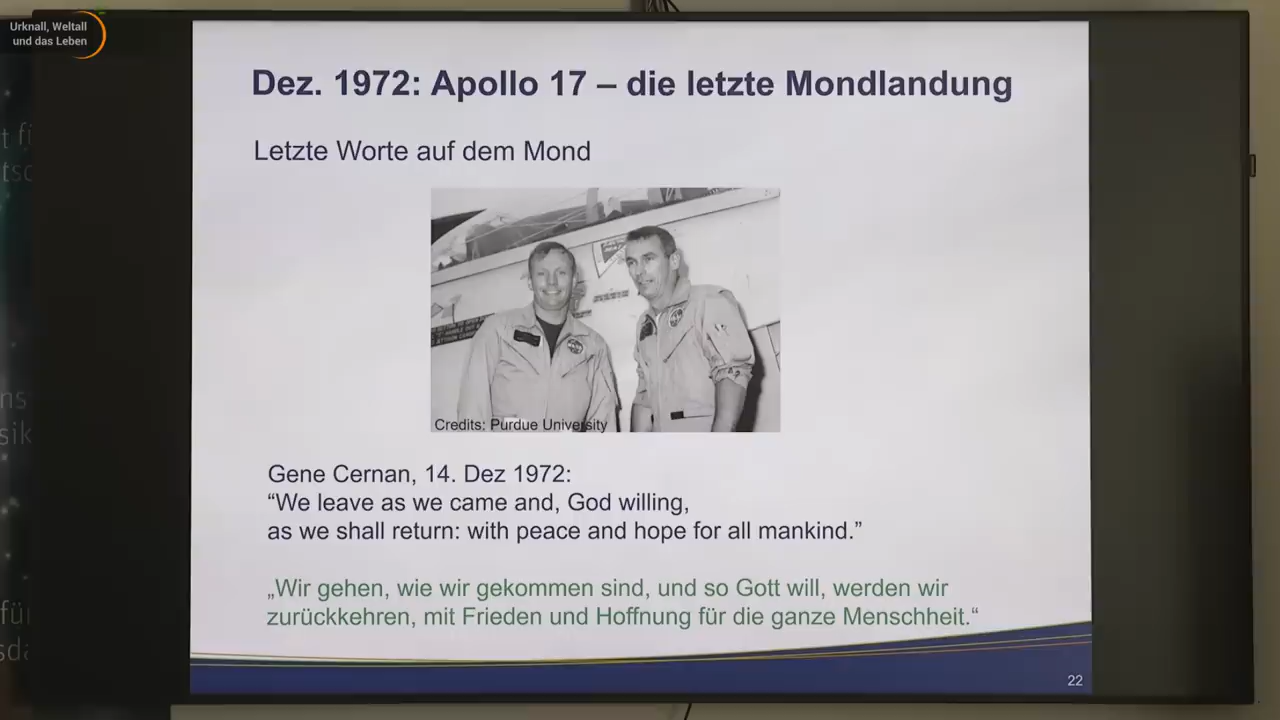 Urknall, Weltall
und das Leben
Dez. 1972: Apollo 17 – die letzte Mondlandung
Letzte Worte auf dem Mond
Credits: Purdue University
Gene Cernan, 14. Dez 1972:
“We leave as we came and, God willing,
as we shall return: with peace and hope for all mankind.”
„Wir gehen, wie wir gekommen sind, und so Gott will, werden wir
zurückkehren, mit Frieden und Hoffnung für die ganze Menschheit.“
22